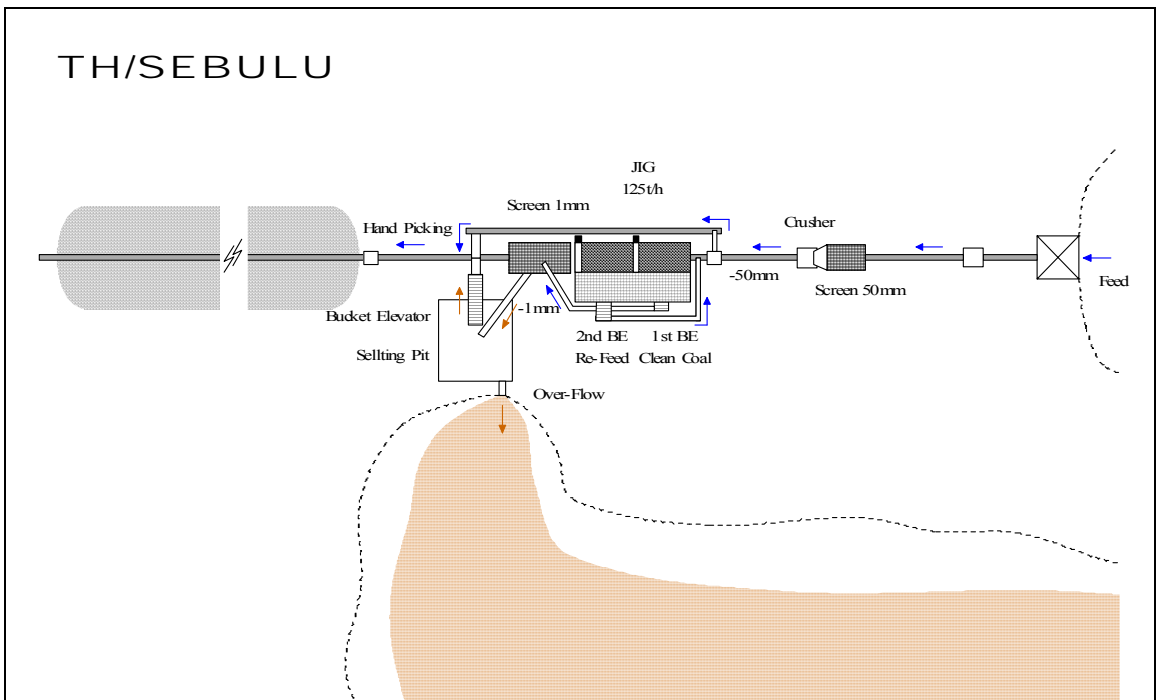 TH/SEBULU
JIG
125t/h
Screen 1mm
Hand Picking
Crusher
-50mm
Screen 50mm
Feed
Bucket Elevator
-1mm
Sellting Pit
2nd BE
Re-Feed
1st BE
Clean Coal
Over-Flow